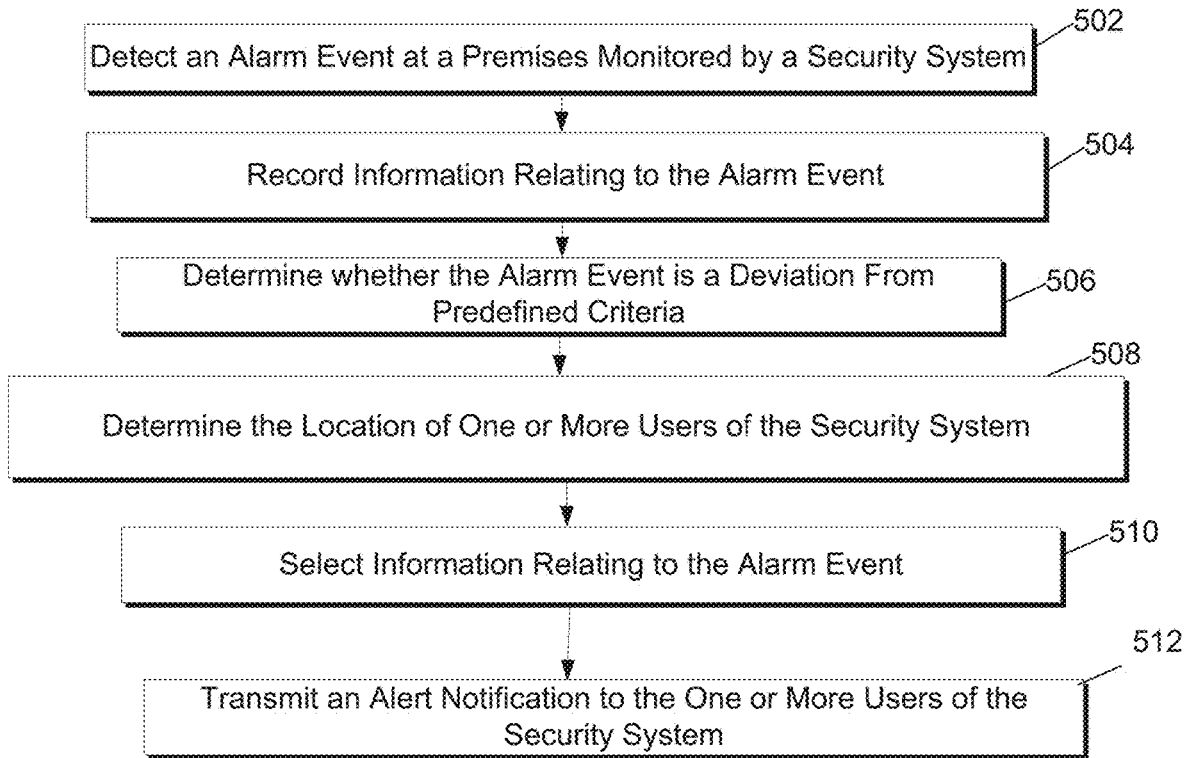 502
Detect an Alarm Event at a Premises Monitored by a Security System
504
Record Information Relating to the Alarm Event
Determine whether the Alarm Event is a Deviation From
Predefined Criteria
506
508
Determine the Location of One or More Users of the Security System
510
Select Information Relating to the Alarm Event
512
Transmit an Alert Notification to the One or More Users of the
Security System